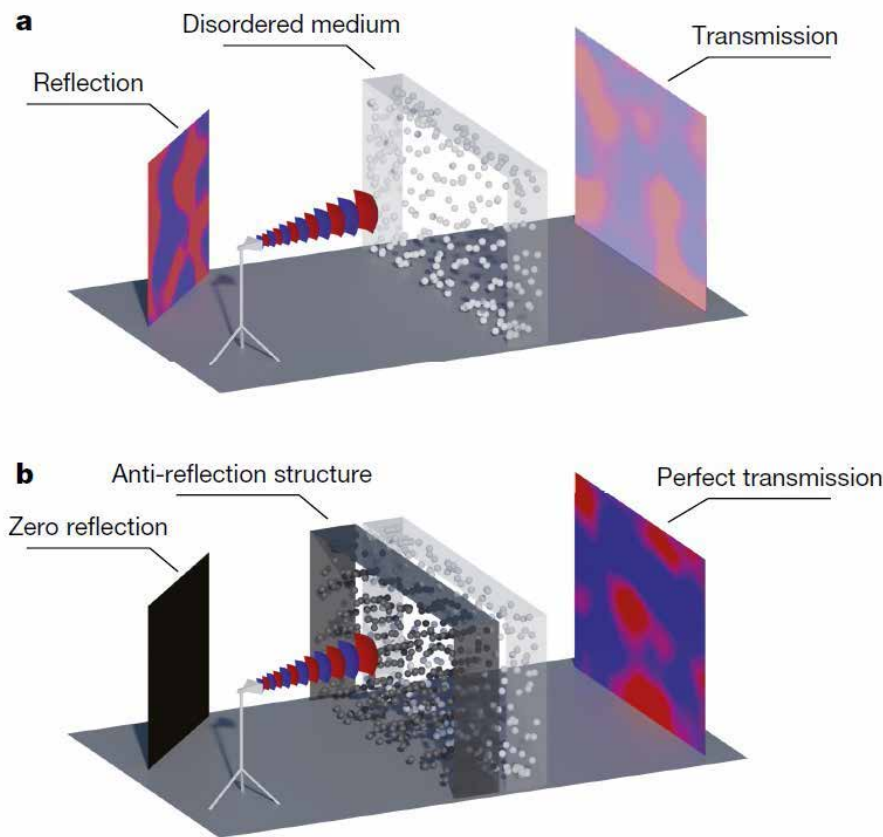 a
Disordered medium
Reflection
Transmission
b
Anti-reflection structure
Zero reflection
Perfect transmission